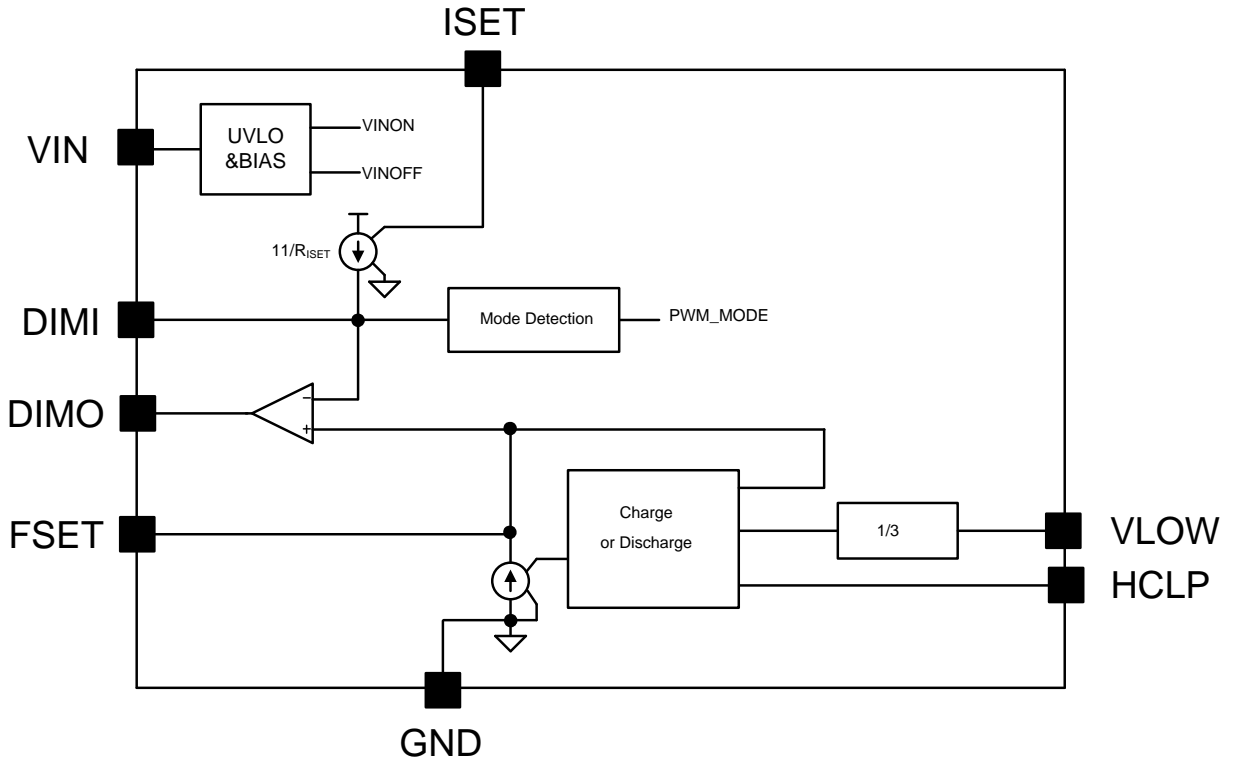 ISET
VIN
UVLO
&BIAS
VINON
VINOFF
11/RISET
DIMI
Mode Detection
PWM_MODE
DIMO
−
+
FSET
Charge
or Discharge
1/3
VLOW
HCLP
GND